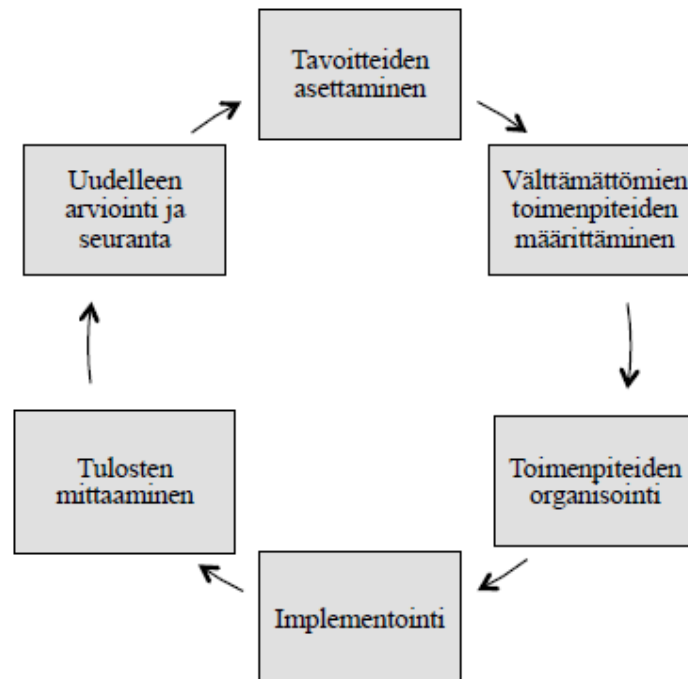 Tavoitteiden
asettaminen
Välttämättömien
toimenpiteiden
määrittäminen
Toimenpiteiden
organisointi
Implementointi
Tulosten
mittaaminen
Uudelleen
arviointi ja
seuranta